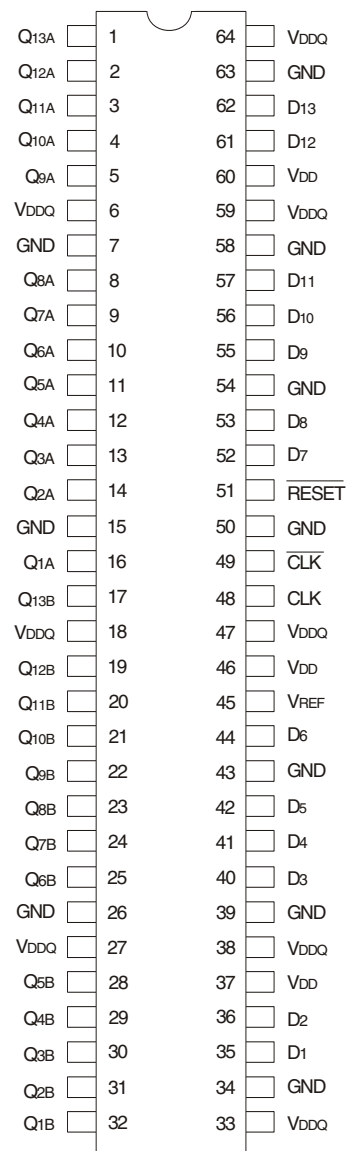 Q13A 1 64 VDDQ
Q12A 2 63 GND
Q11A 3 62 D13
Q10A 4 61 D12
Q9A 5 60 VDD
VDDQ 6 59 VDDQ
GND 7 58 GND
Q8A 8 57 D11
Q7A 9 56 D10
Q6A 10 55 D9
Q5A 11 54 GND
Q4A 12 53 D8
Q3A 13 52 D7
Q2A 14 51 RESET
GND 15 50 GND
Q1A 16 49 CLK
Q13B 17 48 CLK
VDDQ 18 47 VDDQ
Q12B 19 46 VDD
Q11B 20 45 VREF
Q10B 21 44 D6
Q9B 22 43 GND
Q8B 23 42 D5
Q7B 24 41 D4
Q6B 25 40 D3
GND 26 39 GND
VDDQ 27 38 VDDQ
Q5B 28 37 VDD
Q4B 29 36 D2
Q3B 30 35 D1
Q2B 31 34 GND
Q1B 32 33 VDDQ